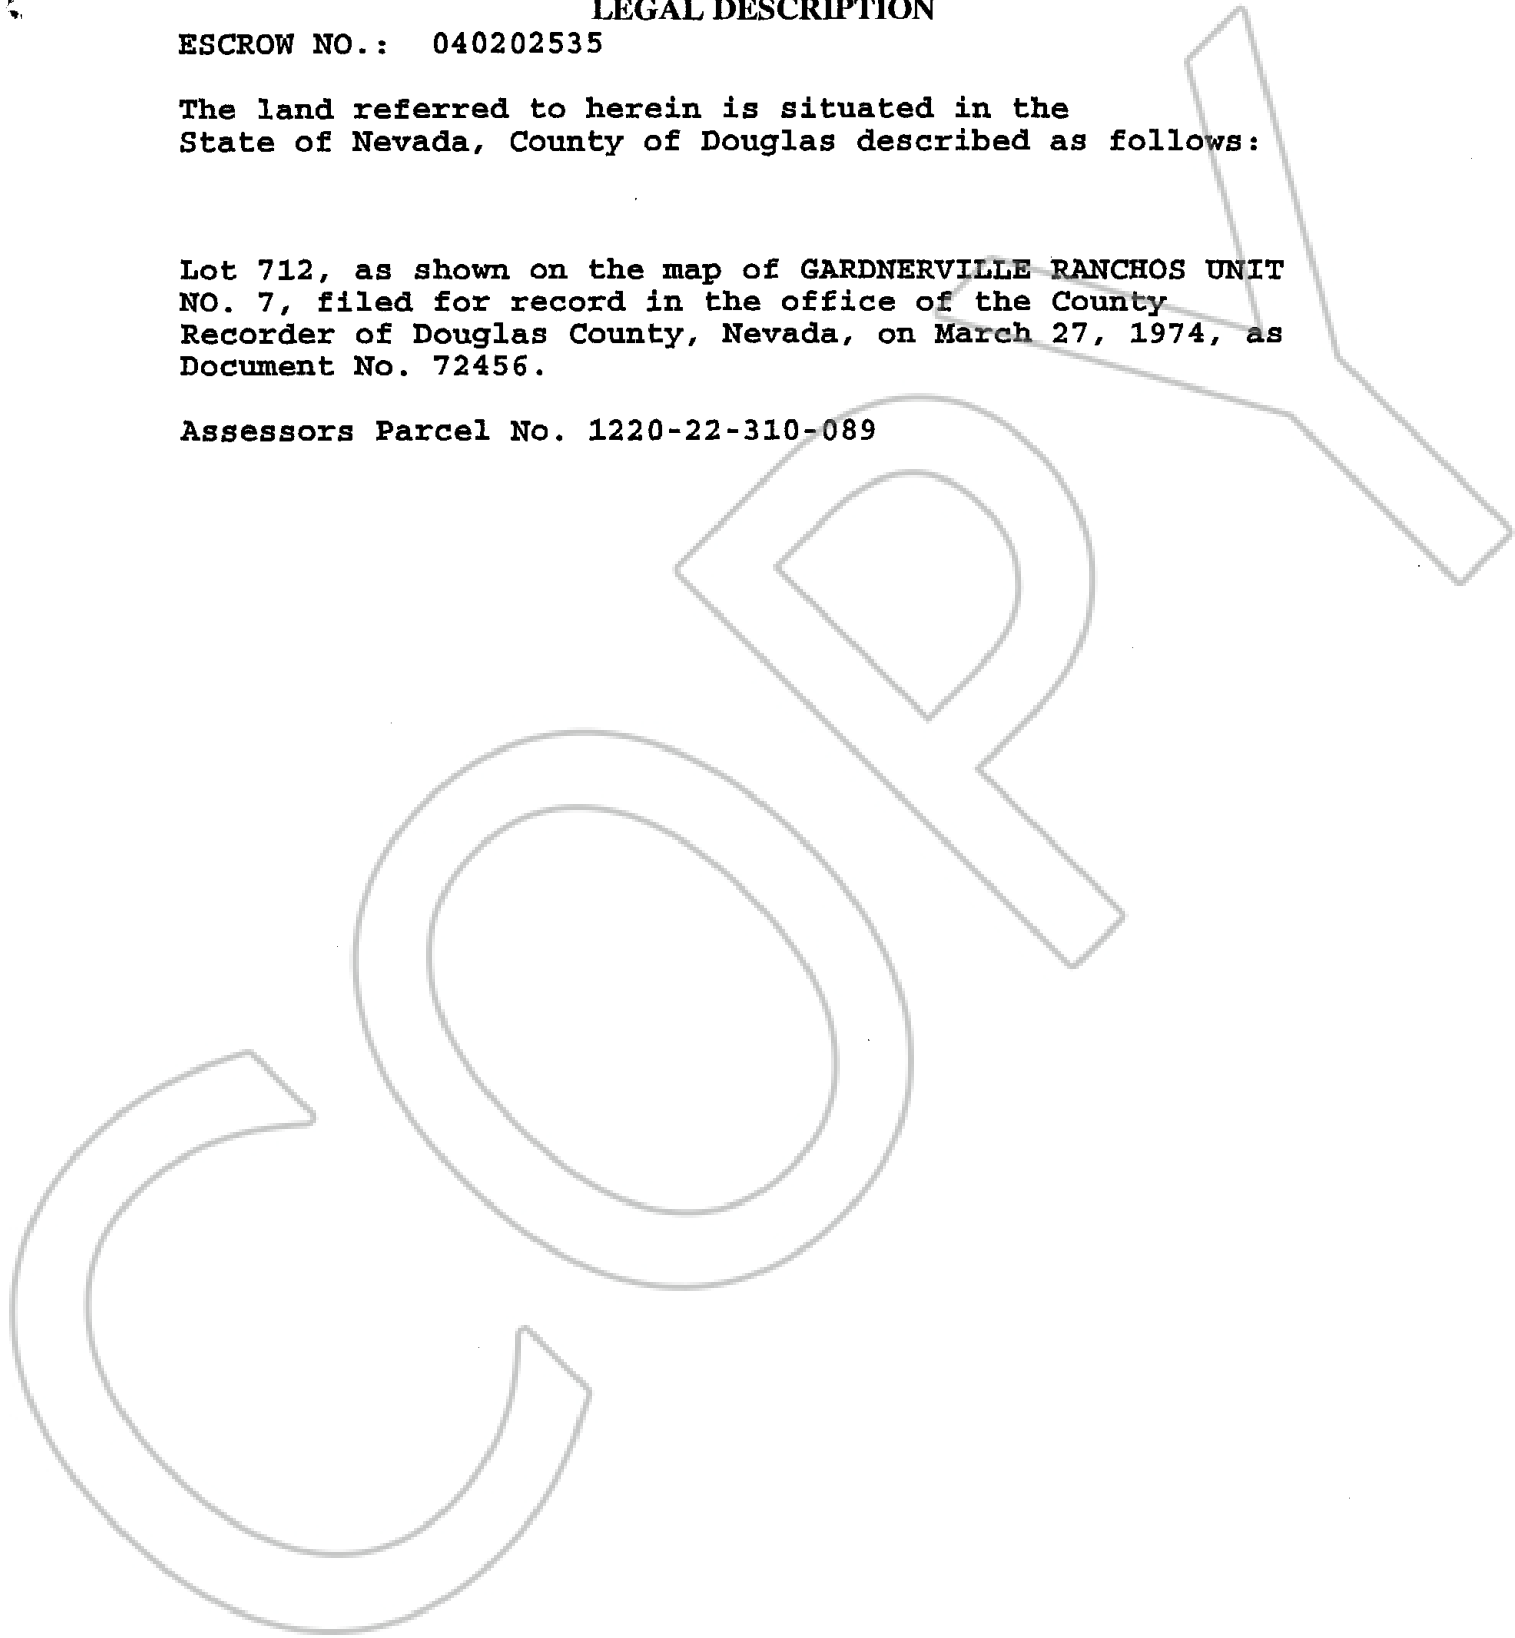 LEGAL DESCRIPTION
ESCROW NO.: 040202535
The land referred to herein is situated in the
State of Nevada, County of Douglas described as follows:
Lot 712, as shown on the map of GARDNERVILLE RANCHOS UNIT
NO. 7, filed for record in the office of the County
Recorder of Douglas County, Nevada, on March 27, 1974, as
Document No. 72456.
Assessors Parcel No. 1220-22-310-089
COPY